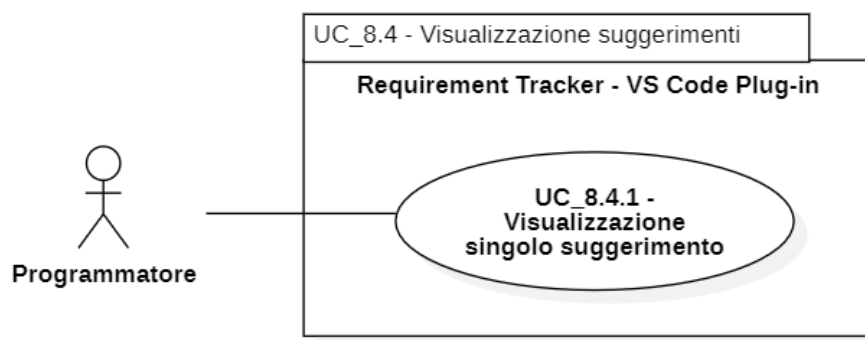 UC_8.4 - Visualizzazione suggerimenti
Requirement Tracker - VS Code Plug-in
UC_8.4.1 -
Visualizzazione
singolo suggerimento
Programmatore